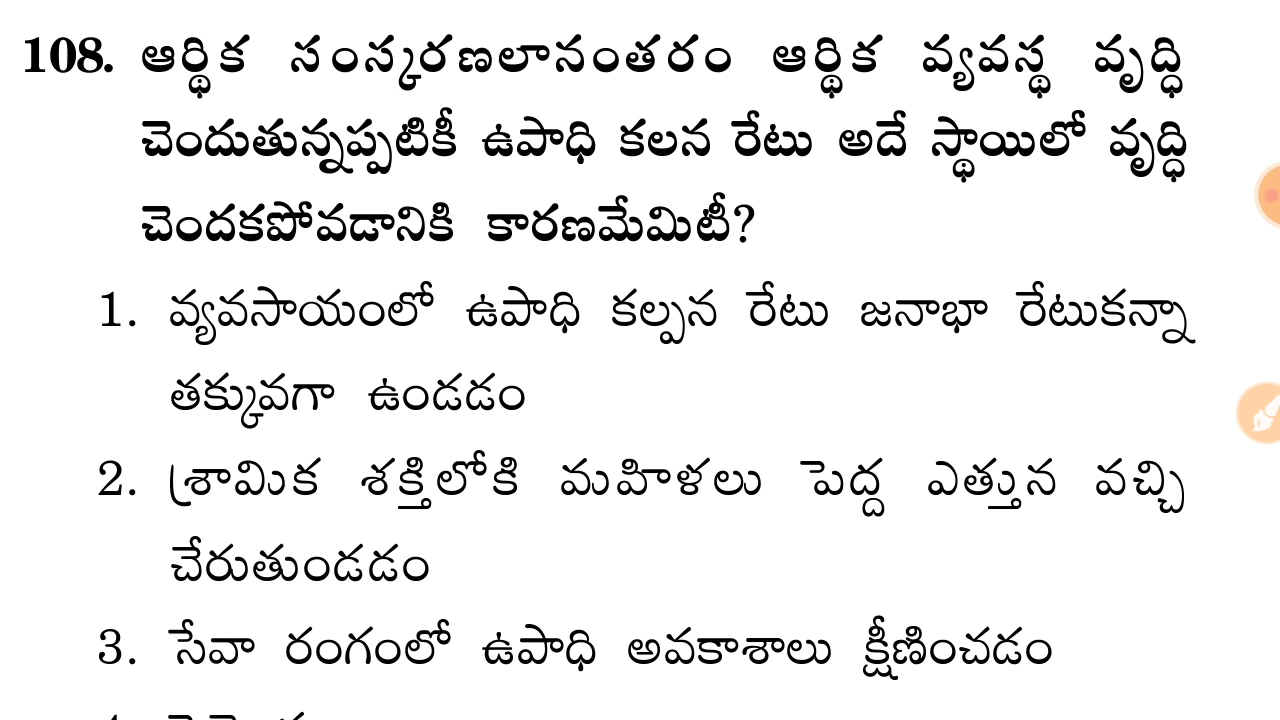 108. ఆర్థిక సంస్కరణలానంతరం ఆర్థిక వ్యవస్థ వృద్ధి
చెందుతున్నప్పటికీ ఉపాధి కలన రేటు అదే స్థాయిలో వృద్ధి
చెందకపోవడానికి కారణమేమిటీ?
1. వ్యవసాయంలో ఉపాధి కల్పన రేటు జనాభా రేటుకన్నా
తక్కువగా ఉండడం
2. శ్రామిక శక్తిలోకి మహిళలు పెద్ద ఎత్తున వచ్చి
చేరుతుండడం
3. సేవా రంగంలో ఉపాధి అవకాశాలు క్షీణించడం